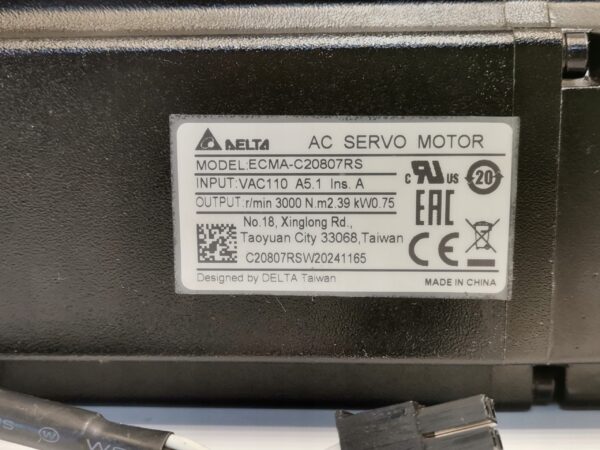 DELTA AC SERVO MOTOR
MODEL:ECMA-C20807RS
INPUT:VAC110 A5.1 Ins. A
OUTPUT:r/min 3000 N.m2.39 kW0.75
No.18, Xinglong Rd.,
Taoyuan City 33068,Taiwan
C20807RSW20241165
Designed by DELTA Taiwan
c RU US
20
EAC
CE
MADE IN CHINA